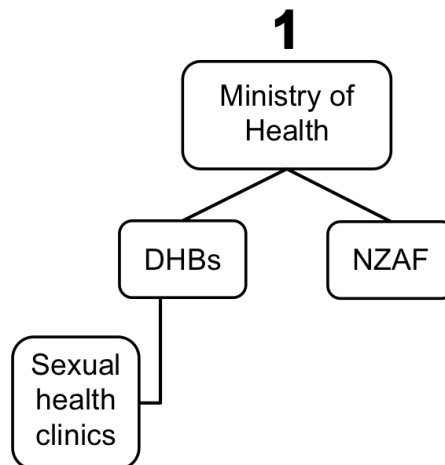 1
Ministry of
Health
DHBs
NZAF
Sexual
health
clinics